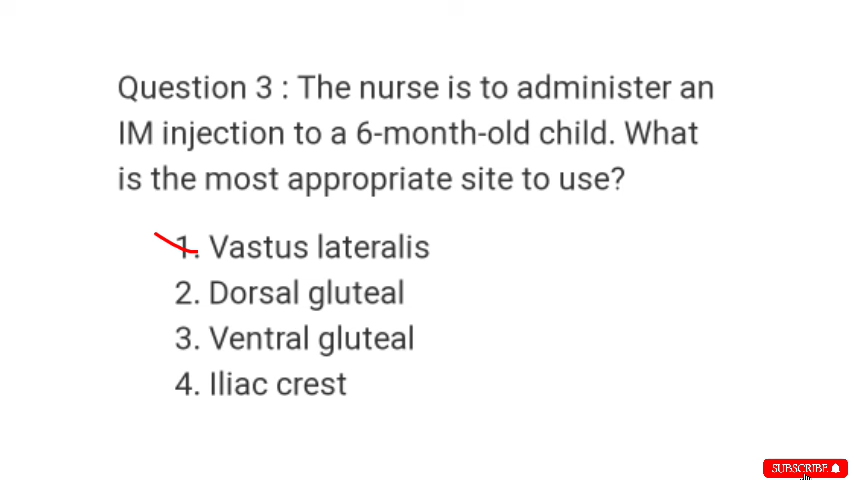 Question 3 : The nurse is to administer an
IM injection to a 6-month-old child. What
is the most appropriate site to use?
1. Vastus lateralis
2. Dorsal gluteal
3. Ventral gluteal
4. Iliac crest
SUBSCRIBE